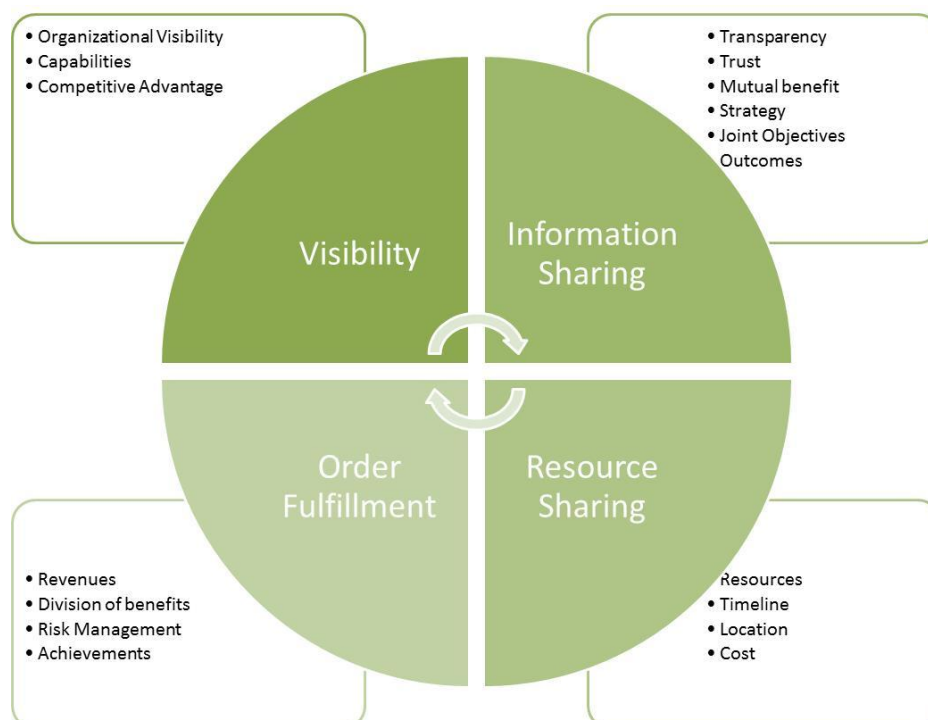 • Organizational Visibility
• Capabilities
• Competitive Advantage
• Transparency
• Trust
• Mutual benefit
• Strategy
• Joint Objectives
Outcomes
Visibility
Information
Sharing
Order
Fulfillment
Resource
Sharing
• Revenues
• Division of benefits
• Risk Management
• Achievements
Resources
• Timeline
• Location
• Cost